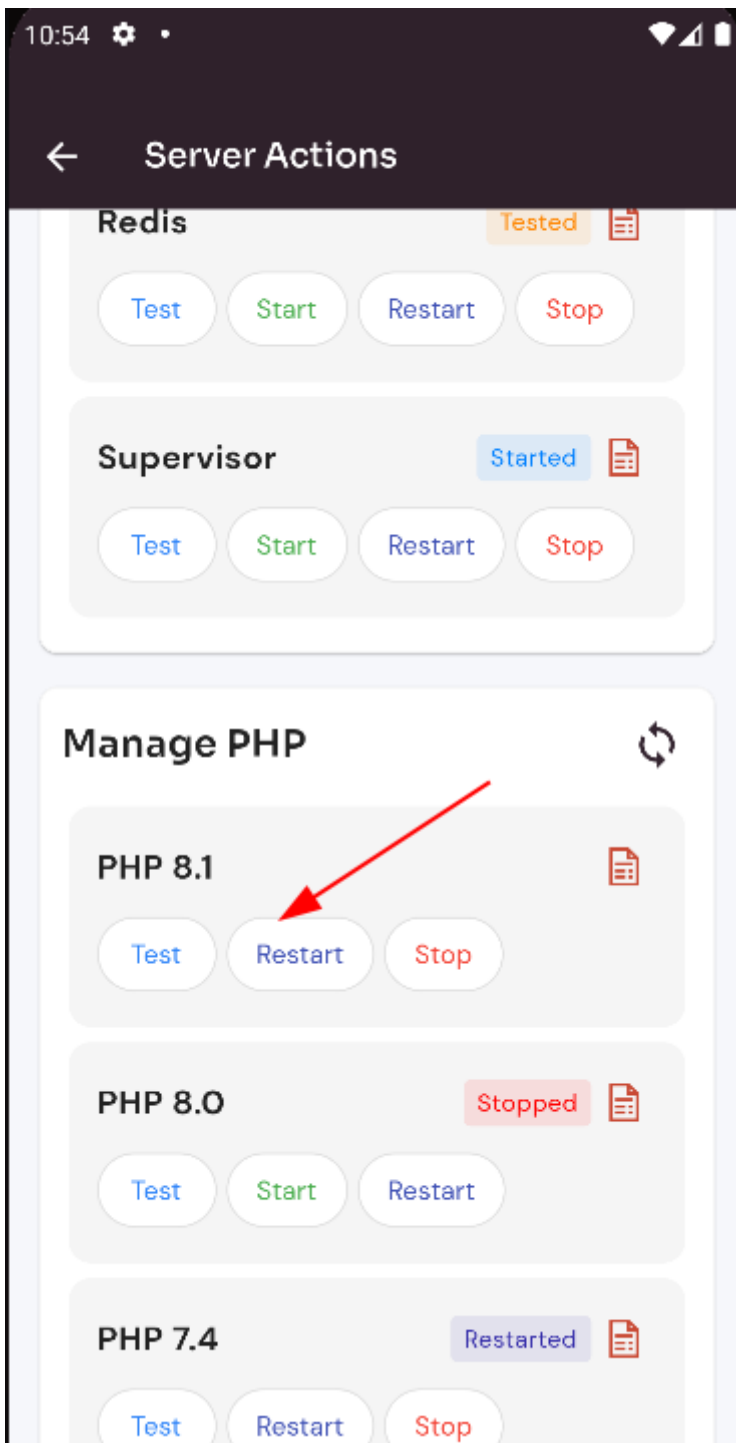 10:54
Server Actions
Redis Tested
Test Start Restart Stop
Supervisor Started
Test Start Restart Stop
Manage PHP
PHP 8.1
Test Restart Stop
PHP 8.0 Stopped
Test Start Restart
PHP 7.4 Restarted
Test Restart Stop